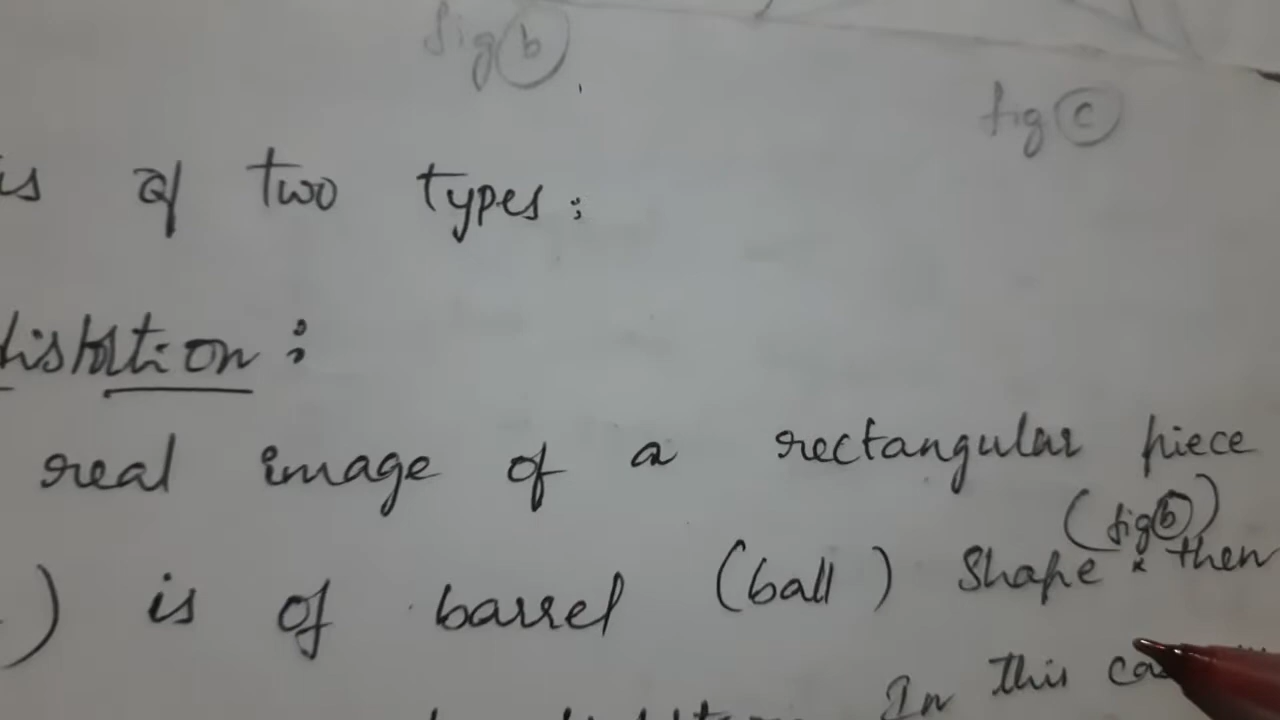 fig b
fig c
is of two types :
distortion :
real image of a rectangular piece
(fig b)
) is of barrel (ball) shape then
In this